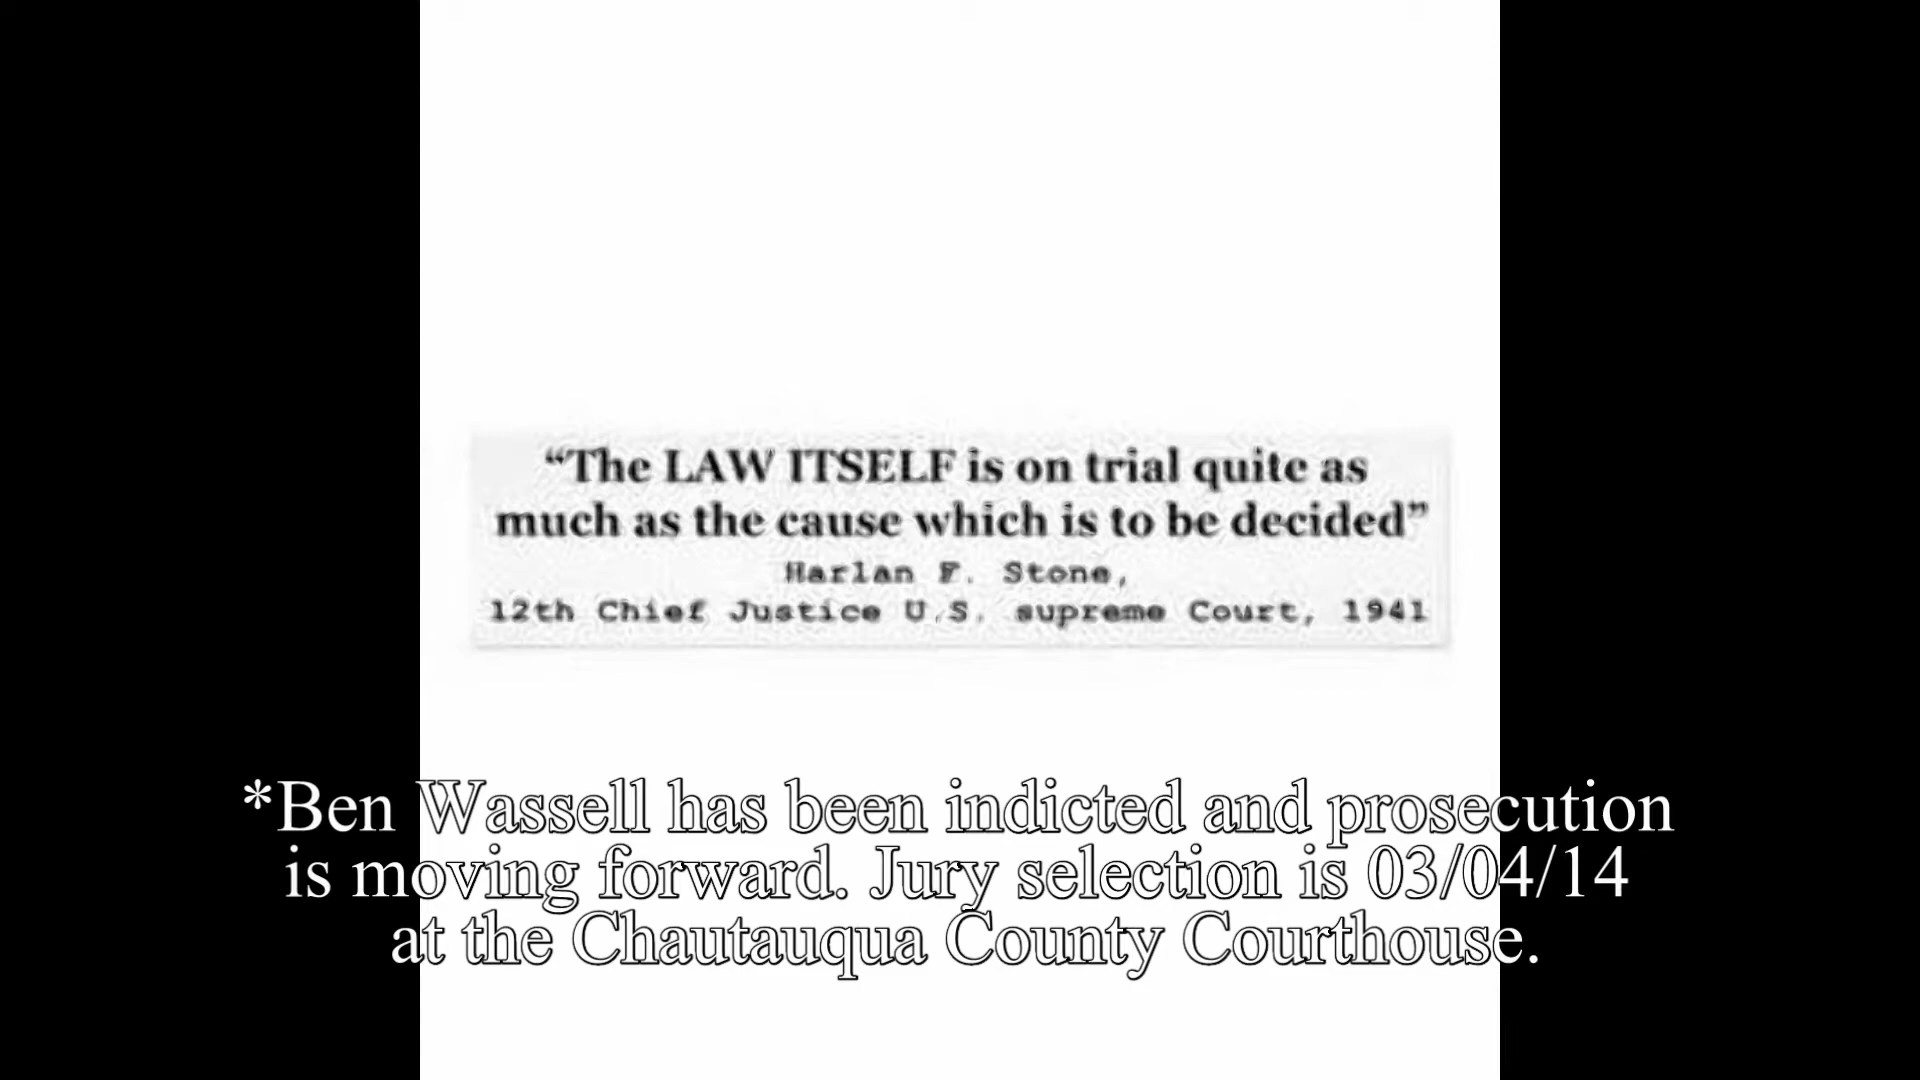 “The LAW ITSELF is on trial quite as
much as the cause which is to be decided”
Harlan F. Stone,
12th Chief Justice U.S. supreme Court, 1941
*Ben Wassell has been indicted and prosecution
is moving forward. Jury selection is 03/04/14
at the Chautauqua County Courthouse.